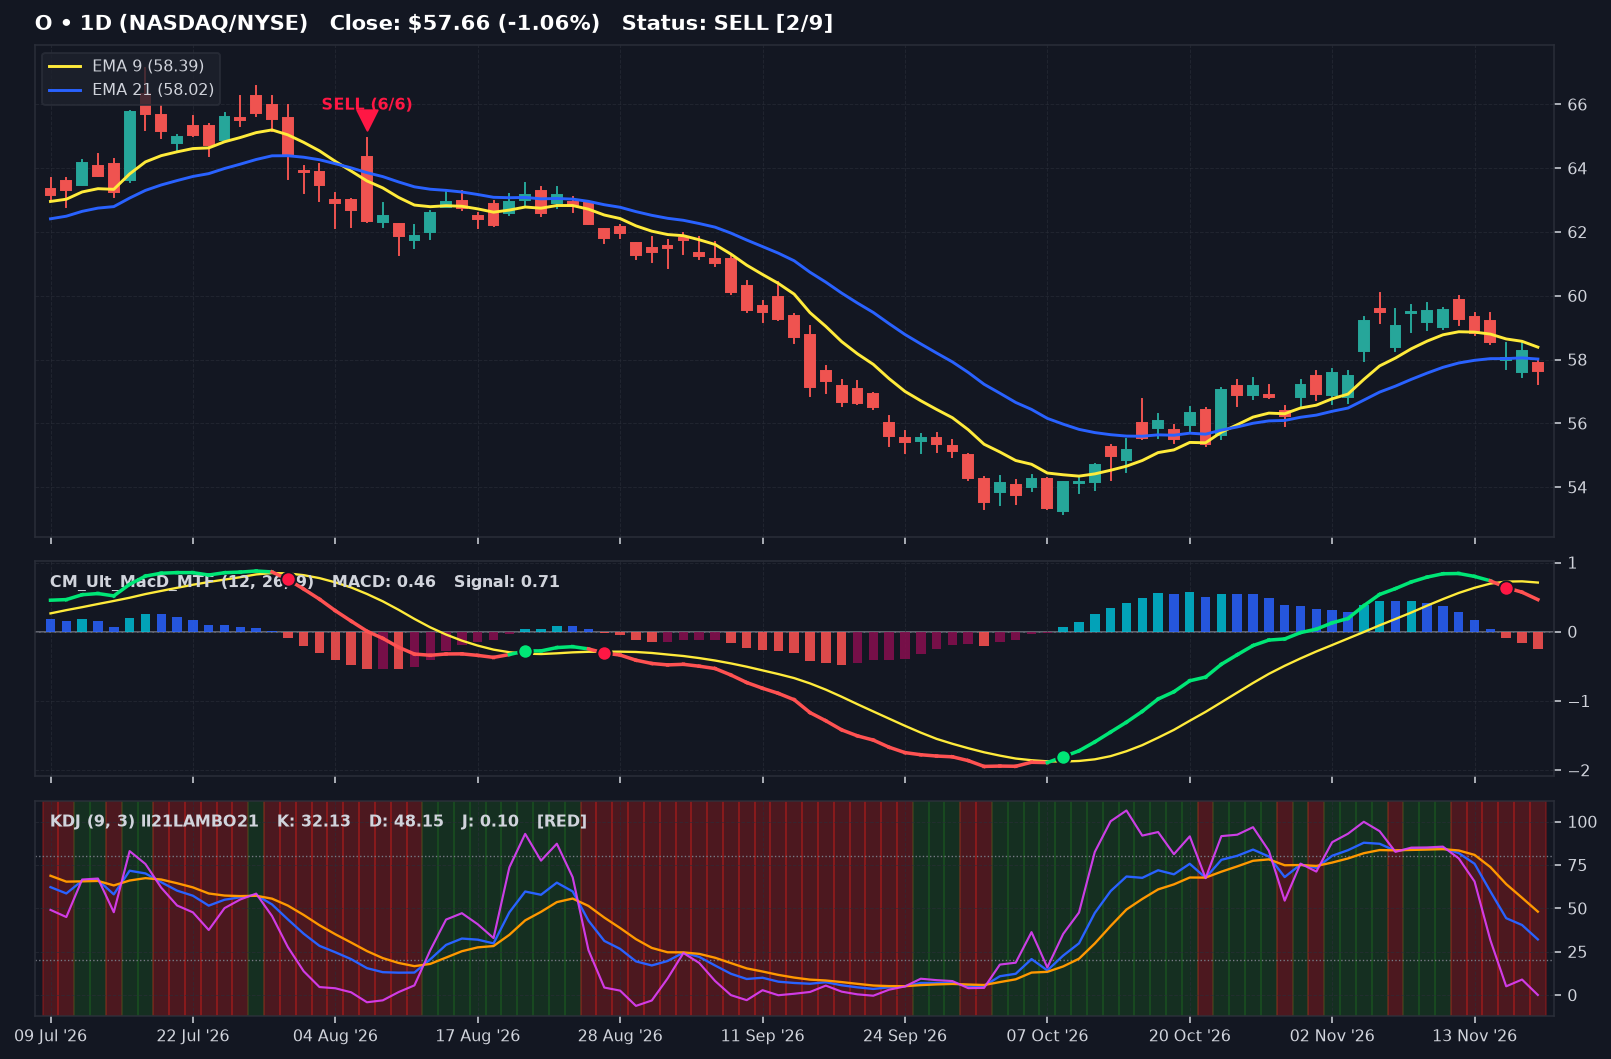 O • 1D (NASDAQ/NYSE)   Close: $57.66 (-1.06%)   Status: SELL [2/9]
EMA 9 (58.39)
EMA 21 (58.02)
SELL (6/6)
66
64
62
60
58
56
54
CM_Ult_MacD_MTF (12, 26, 9)   MACD: 0.46   Signal: 0.71
1
0
−1
−2
KDJ (9, 3) II21LAMBO21   K: 32.13   D: 48.15   J: 0.10   [RED]
100
75
50
25
0
09 Jul '26   22 Jul '26   04 Aug '26   17 Aug '26   28 Aug '26   11 Sep '26   24 Sep '26   07 Oct '26   20 Oct '26   02 Nov '26   13 Nov '26